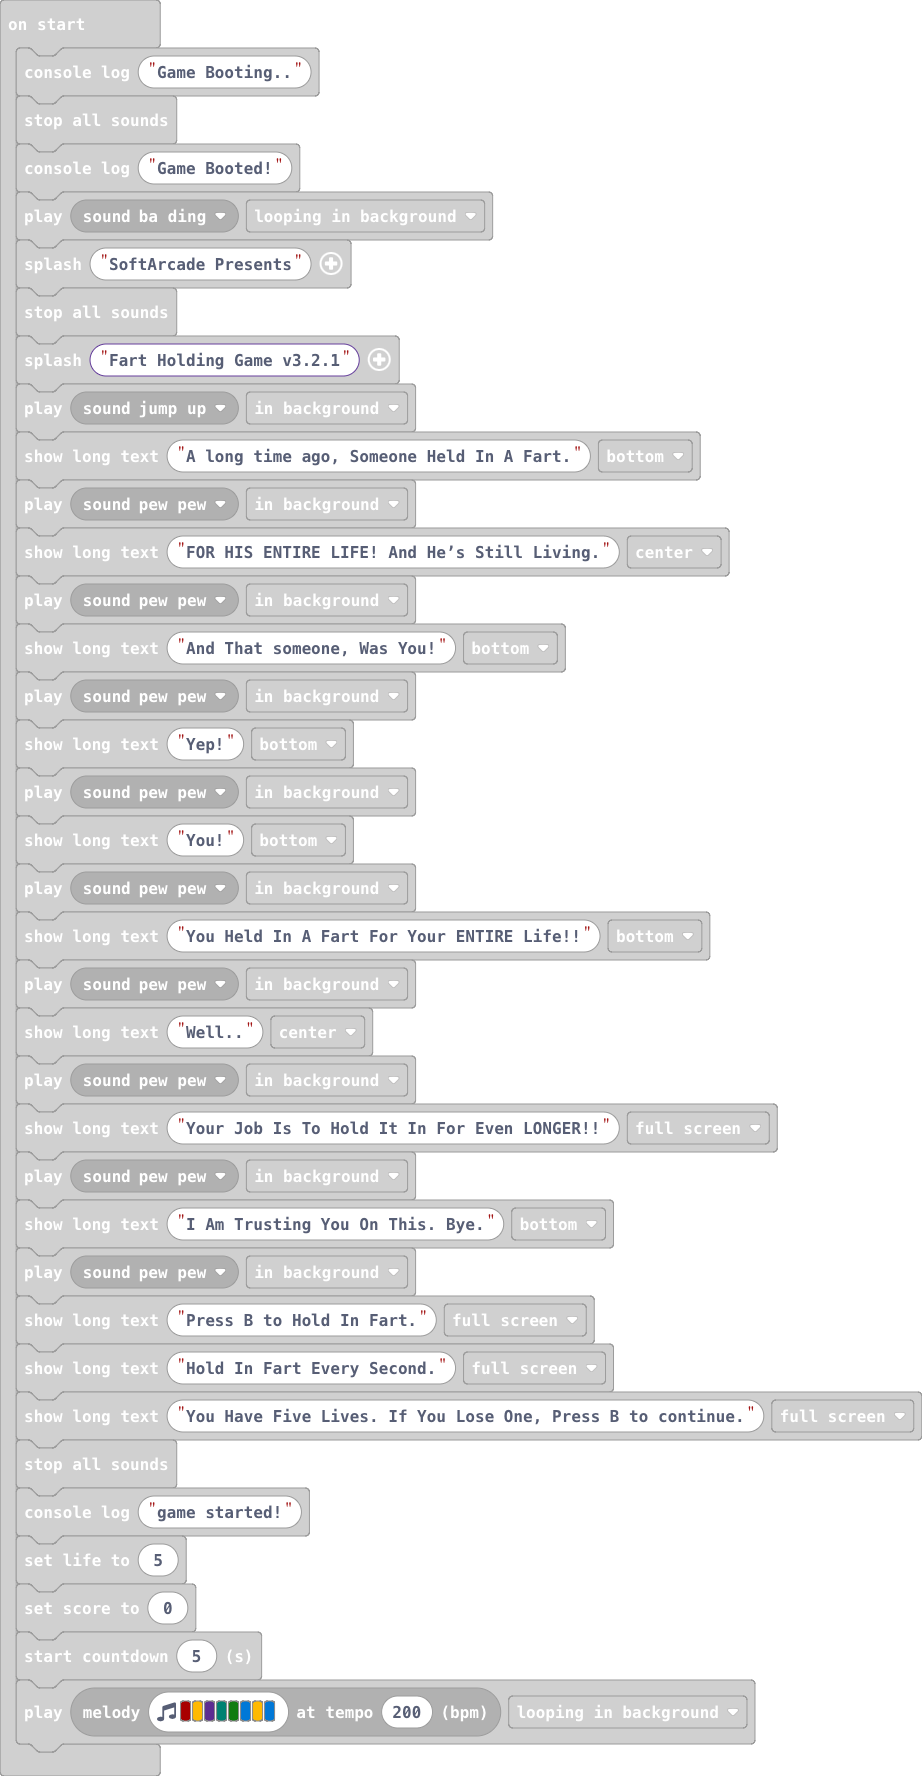 on start
console log "Game Booting.."
stop all sounds
console log "Game Booted!"
play sound ba ding looping in background
splash "SoftArcade Presents"
stop all sounds
splash "Fart Holding Game v3.2.1"
play sound jump up in background
show long text "A long time ago, Someone Held In A Fart." bottom
play sound pew pew in background
show long text "FOR HIS ENTIRE LIFE! And He’s Still Living." center
play sound pew pew in background
show long text "And That someone, Was You!" bottom
play sound pew pew in background
show long text "Yep!" bottom
play sound pew pew in background
show long text "You!" bottom
play sound pew pew in background
show long text "You Held In A Fart For Your ENTIRE Life!!" bottom
play sound pew pew in background
show long text "Well.." center
play sound pew pew in background
show long text "Your Job Is To Hold It In For Even LONGER!!" full screen
play sound pew pew in background
show long text "I Am Trusting You On This. Bye." bottom
play sound pew pew in background
show long text "Press B to Hold In Fart." full screen
show long text "Hold In Fart Every Second." full screen
show long text "You Have Five Lives. If You Lose One, Press B to continue." full screen
stop all sounds
console log "game started!"
set life to 5
set score to 0
start countdown 5 (s)
play melody at tempo 200 (bpm) looping in background